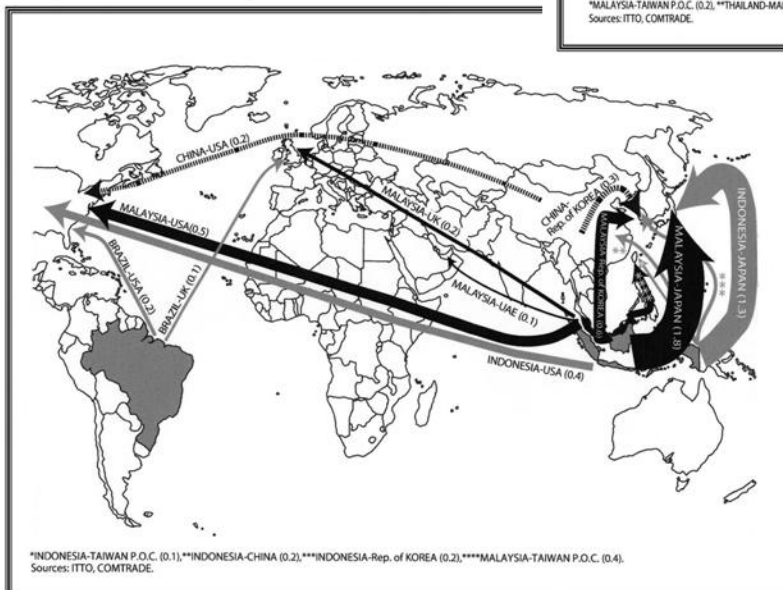 *MALAYSIA-TAIWAN P.O.C. (0.2), **THAILAND-MA
Sources: ITTO, COMTRADE.
CHINA-USA (0.2)
MALAYSIA-UK (0.2)
CHINA-
Rep. of KOREA (0.3)
MALAYSIA-USA(0.5)
BRAZIL-USA (0.2)
BRAZIL-UK (0.1)
MALAYSIA-UAE (0.1)
INDONESIA-USA (0.4)
MALAYSIA-Rep. of KOREA (0.6)
MALAYSIA-JAPAN (1.8)
INDONESIA-JAPAN (1.3)
**
***
*INDONESIA-TAIWAN P.O.C. (0.1),**INDONESIA-CHINA (0.2),***INDONESIA-Rep. of KOREA (0.2),****MALAYSIA-TAIWAN P.O.C. (0.4).
Sources: ITTO, COMTRADE.